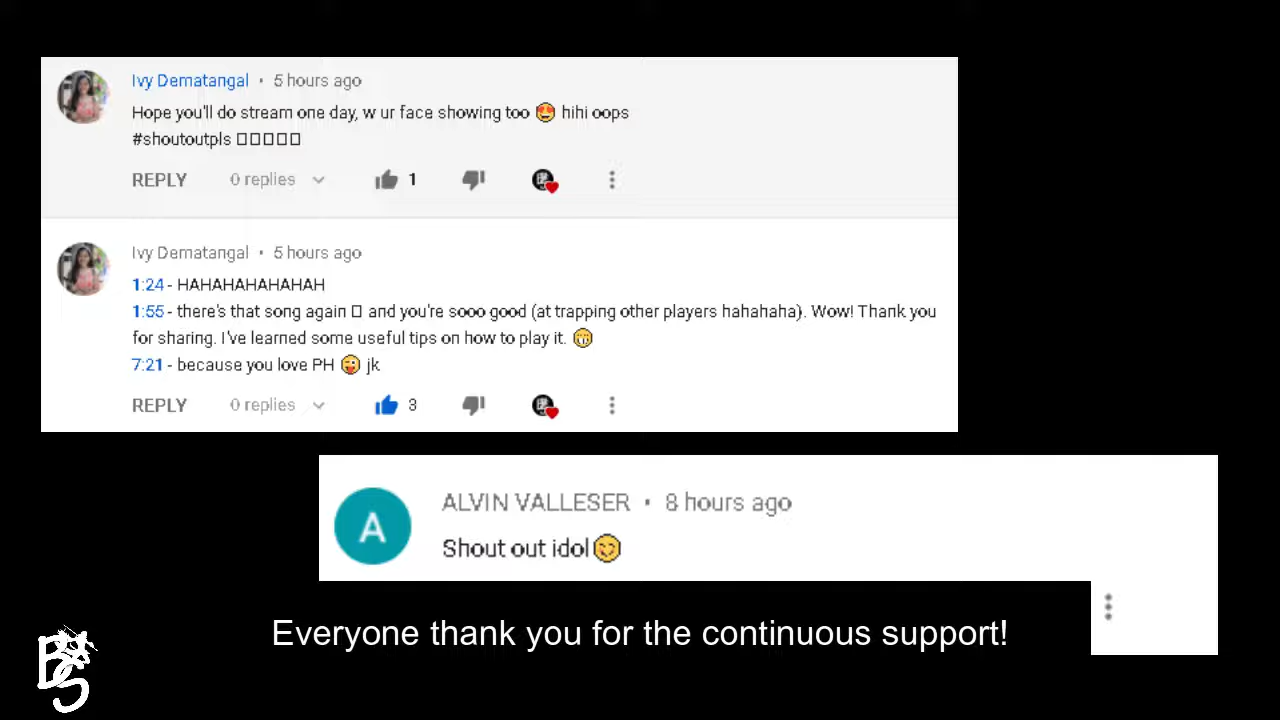 Ivy Dematangal • 5 hours ago
Hope you'll do stream one day, w ur face showing too 😍 hihi oops
#shoutoutpls □□□□□
REPLY 0 replies 1
Ivy Dematangal • 5 hours ago
1:24 - HAHAHAHAHAHAH
1:55 - there's that song again □ and you're sooo good (at trapping other players hahahaha). Wow! Thank you
for sharing. I've learned some useful tips on how to play it. 😁
7:21 - because you love PH 😜 jk
REPLY 0 replies 3
A
ALVIN VALLESER • 8 hours ago
Shout out idol😊
Everyone thank you for the continuous support!